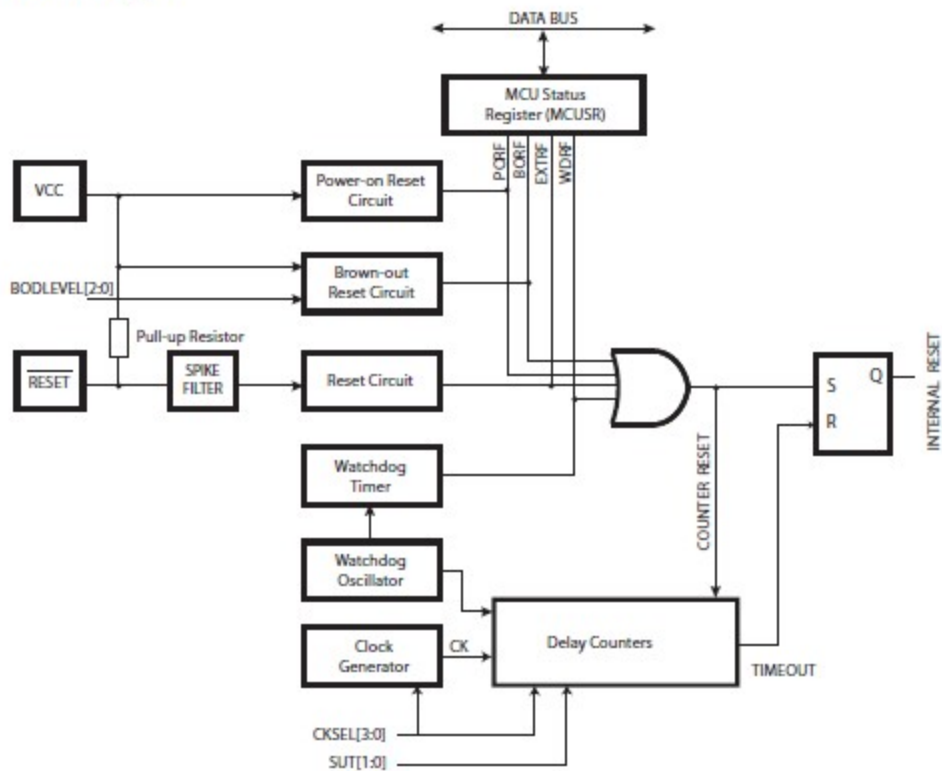 DATA BUS
MCU Status
Register (MCUSR)
PORF
BORF
EXTRF
WDRF
VCC
Power-on Reset
Circuit
BODLEVEL[2:0]
Brown-out
Reset Circuit
Pull-up Resistor
RESET
SPIKE
FILTER
Reset Circuit
S
Q
R
INTERNAL RESET
Watchdog
Timer
COUNTER RESET
Watchdog
Oscillator
Clock
Generator
CK
Delay Counters
TIMEOUT
CKSEL[3:0]
SUT[1:0]